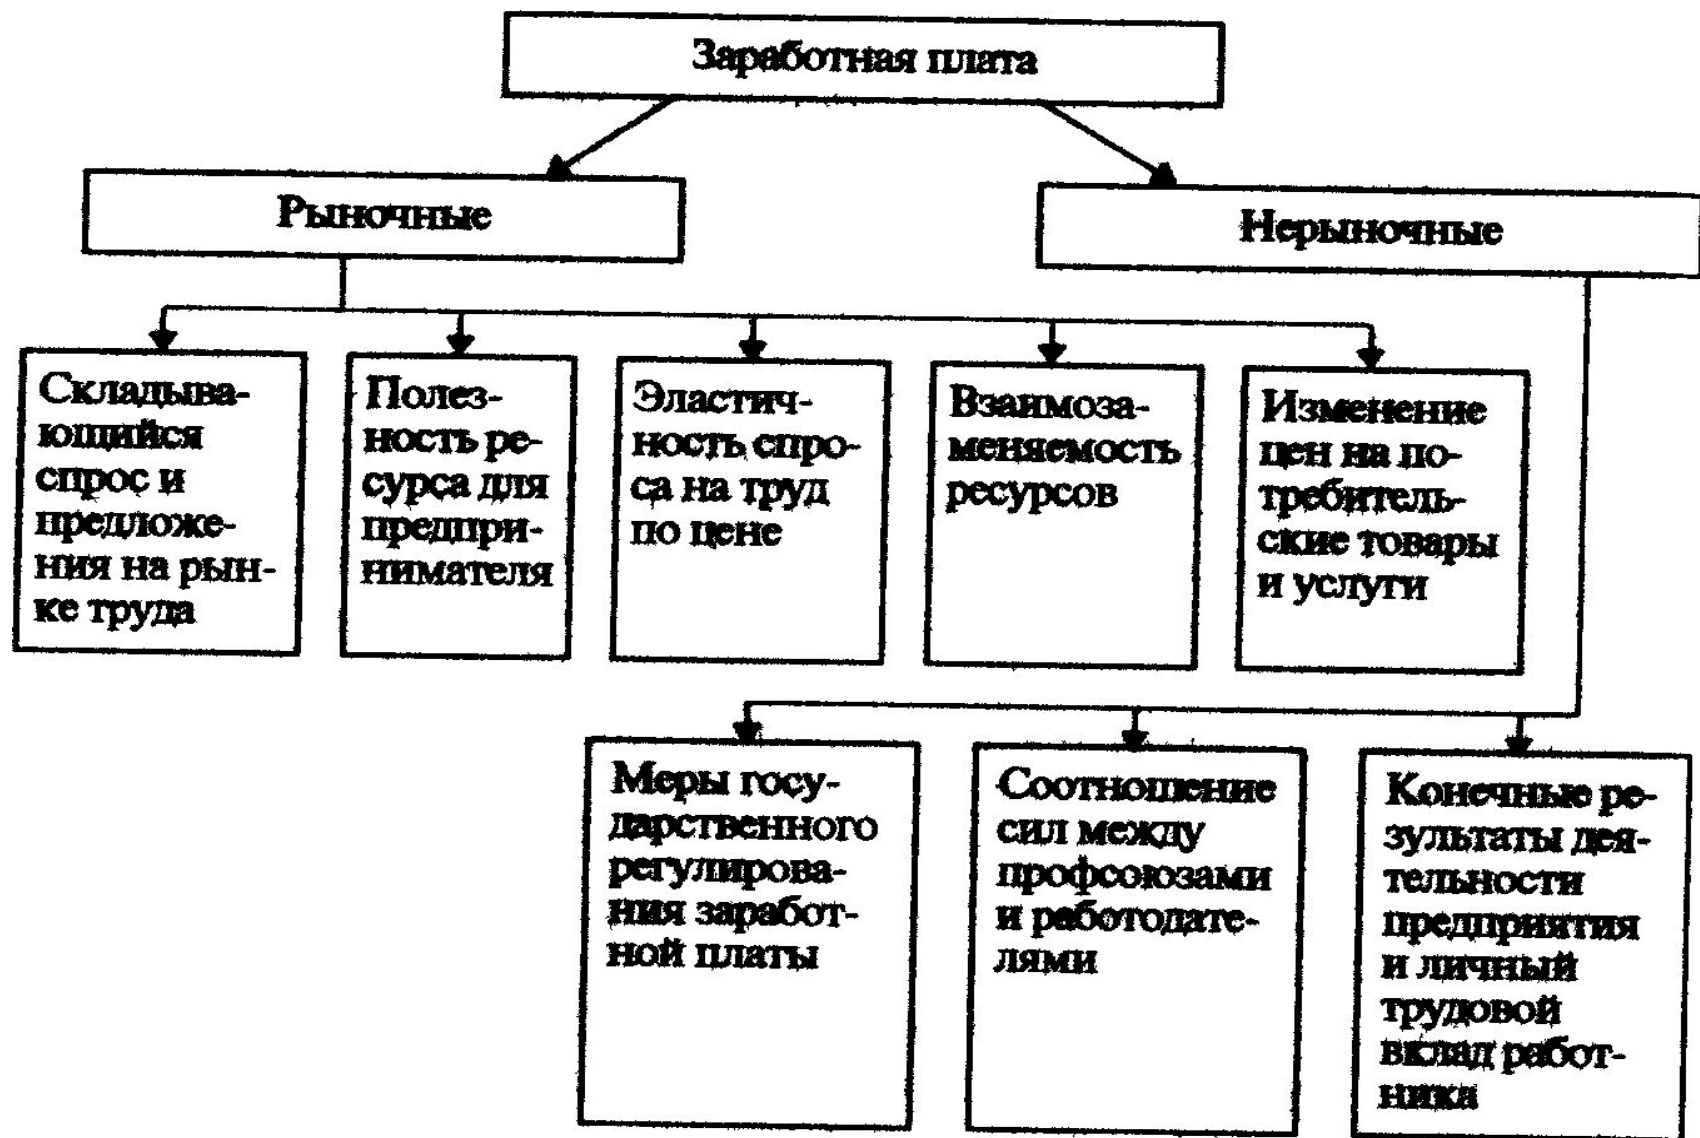 Заработная плата
Рыночные
Нерыночные
Складыва-
ющийся
спрос и
предложе-
ния на рын-
ке труда
Полез-
ность ре-
сурса для
предпри-
нимателя
Эластич-
ность спро-
са на труд
по цене
Взаимоза-
меняемость
ресурсов
Изменение
цен на по-
требитель-
ские товары
и услуги
Меры госу-
дарственного
регулирова-
ния заработ-
ной платы
Соотношение
сил между
профсоюзами
и работодате-
лями
Конечные ре-
зультаты дея-
тельности
предприятия
и личный
трудовой
вклад работ-
ника